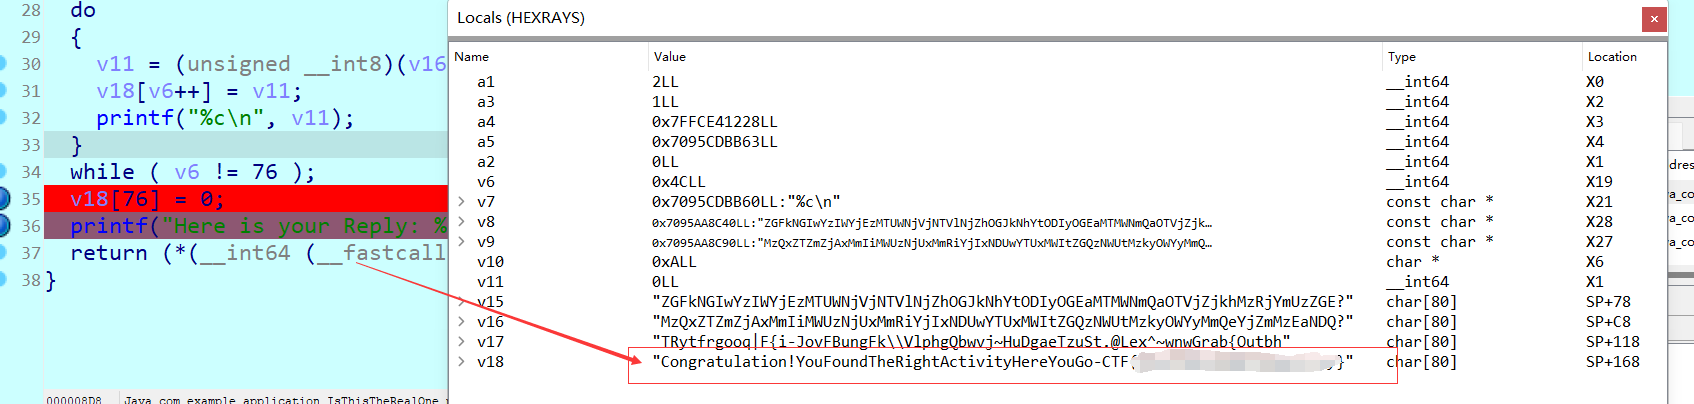 28 do
29 {
30 v11 = (unsigned __int8)(v16
31 v18[v6++] = v11;
32 printf("%c\n", v11);
33 }
34 while ( v6 != 76 );
35 v18[76] = 0;
36 printf("Here is your Reply: %
37 return (*(__int64 (__fastcall
38 }
000008D8 Java_com_example_application_IsThisTheRealOne_
Locals (HEXRAYS)
Name Value Type Location
a1 2LL __int64 X0
a3 1LL __int64 X2
a4 0x7FFCE41228LL __int64 X3
a5 0x7095CDBB63LL __int64 X4
a2 0LL __int64 X1
v6 0x4CLL __int64 X19
v7 0x7095CDBB60LL:"%c\n" const char * X21
v8 0x7095AA8C40LL:"ZGFkNGIwYzIWYjEzMTUWNjVjNTVlNjZhOGJkNhYtODIyOGEaMTMWNmQaOTVjZjk… const char * X28
v9 0x7095AA8C90LL:"MzQxZTZmZjAxMmIiMWUzNjUxMmRiYjIxNDUwYTUxMWItZGQzNWUtMzkyOWYyMmQ… const char * X27
v10 0xALL char * X6
v11 0LL __int64 X1
v15 "ZGFkNGIwYzIWYjEzMTUWNjVjNTVlNjZhOGJkNhYtODIyOGEaMTMWNmQaOTVjZjkhMzRjYmUzZGE?" char[80] SP+78
v16 "MzQxZTZmZjAxMmIiMWUzNjUxMmRiYjIxNDUwYTUxMWItZGQzNWUtMzkyOWYyMmQeYjZmMzEaNDQ?" char[80] SP+C8
v17 "TRytfrgooq|F{i-JovFBungFk\\VlphgQbwvj~HuDgaeTzuSt.@Lex^~wnwGrab{Outbh" char[80] SP+118
v18 "Congratulation!YouFoundTheRightActivityHereYouGo-CTF{ }" char[80] SP+168